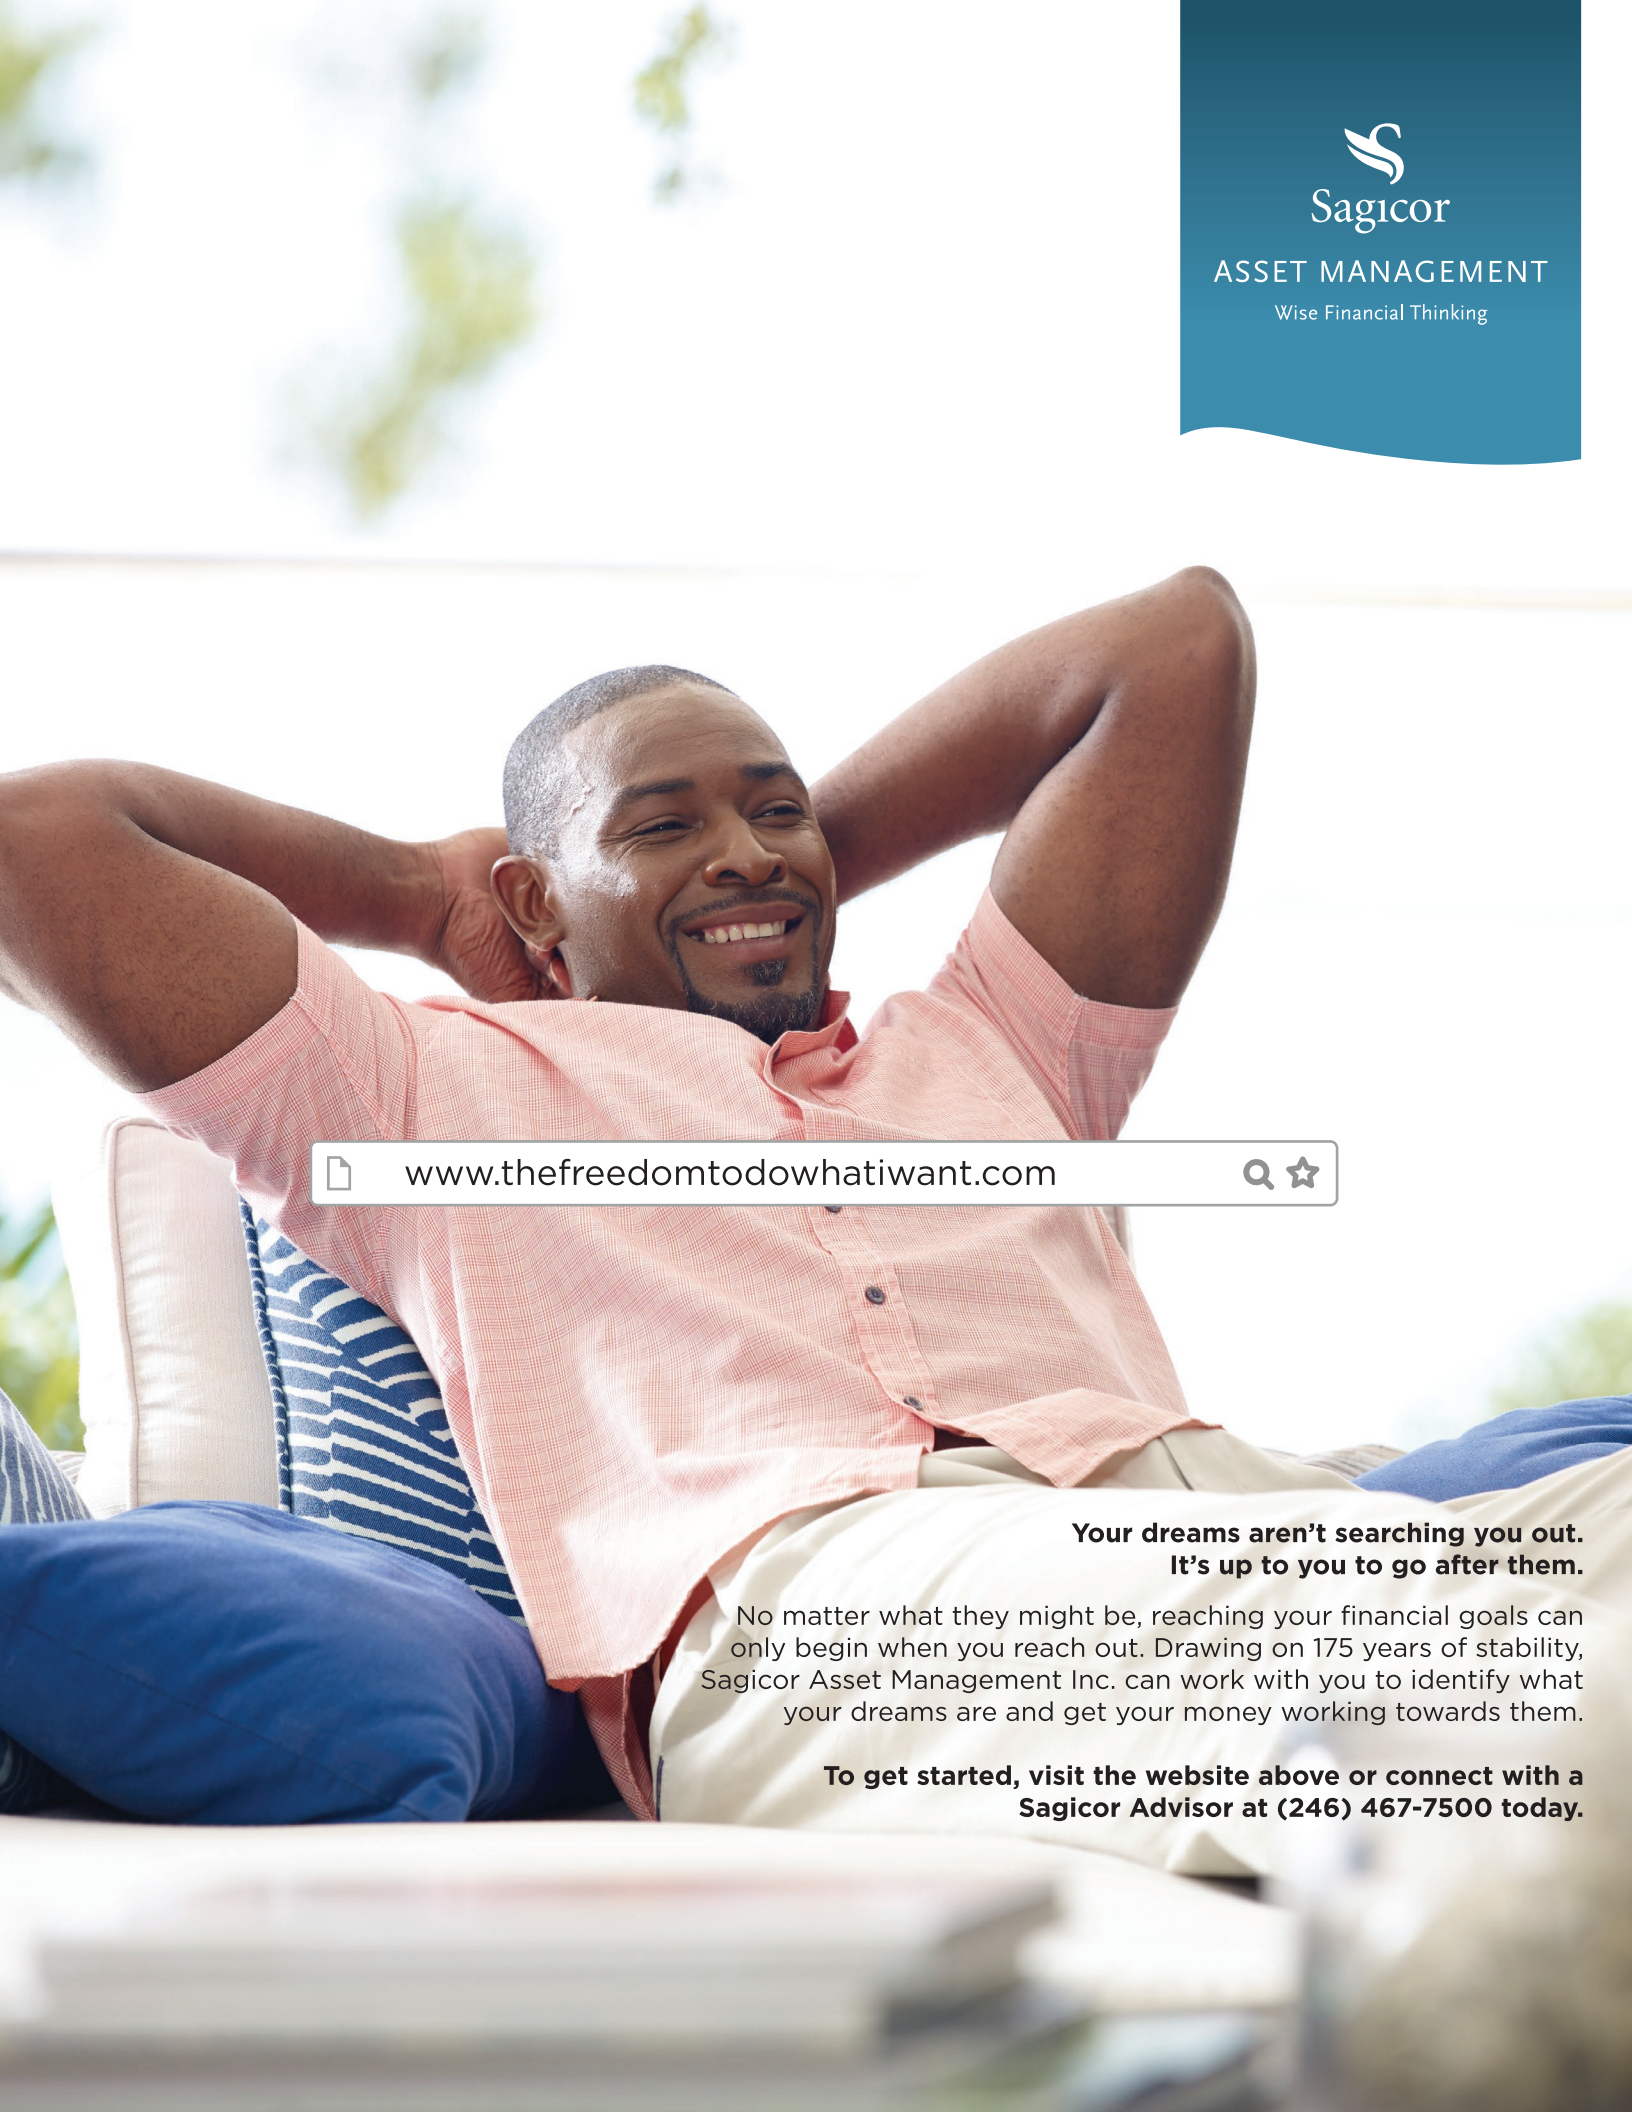 Sagicor
ASSET MANAGEMENT
Wise Financial Thinking
www.thefreedomtodowhatiwant.com
Your dreams aren’t searching you out.
It’s up to you to go after them.
No matter what they might be, reaching your financial goals can
only begin when you reach out. Drawing on 175 years of stability,
Sagicor Asset Management Inc. can work with you to identify what
your dreams are and get your money working towards them.
To get started, visit the website above or connect with a
Sagicor Advisor at (246) 467-7500 today.